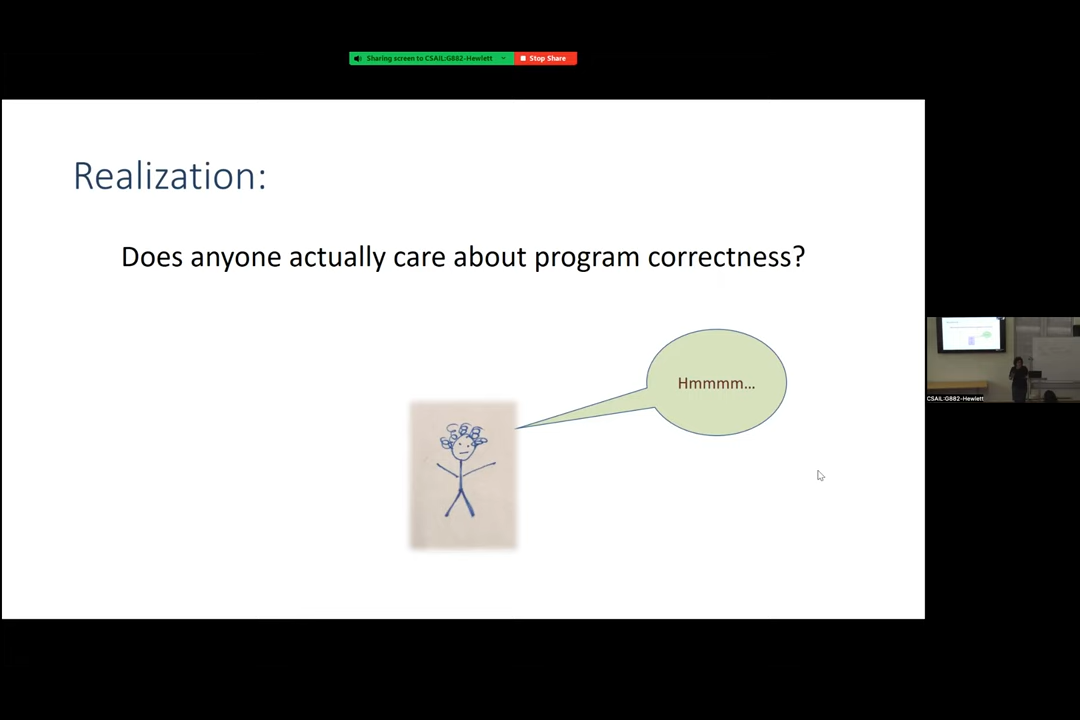 Sharing screen to CSAIL:G882-Hewlett
Stop Share
Realization:
Does anyone actually care about program correctness?
Hmmmm...
CSAIL:G882-Hewlett